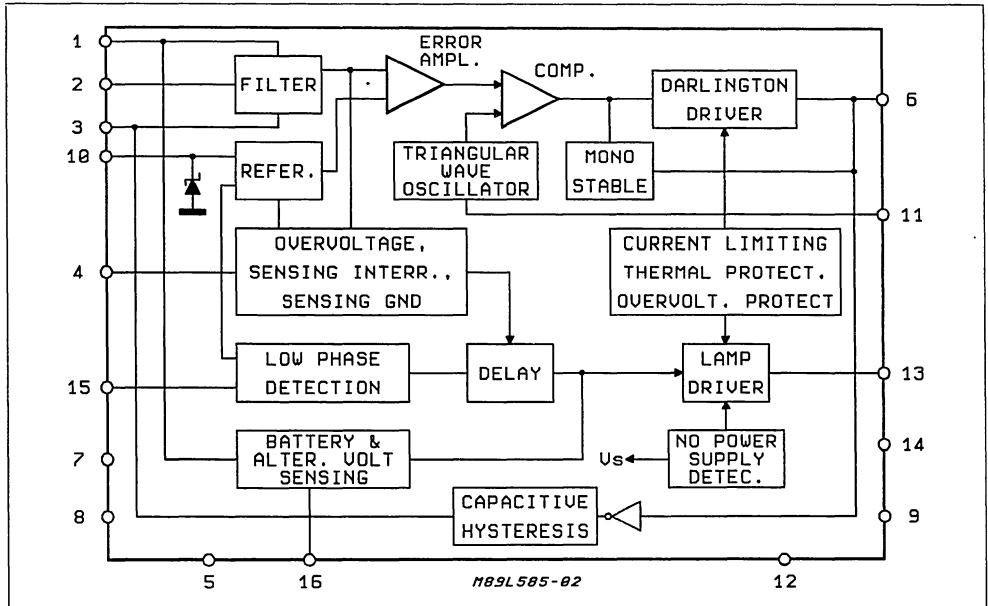 1
2
3
10
4
15
7
8
5
16
12
6
11
13
14
9
FILTER
ERROR
AMPL.
COMP.
DARLINGTON
DRIVER
REFER.
TRIANGULAR
WAVE
OSCILLATOR
MONO
STABLE
OVERVOLTAGE,
SENSING INTERR.,
SENSING GND
CURRENT LIMITING
THERMAL PROTECT.
OVERVOLT. PROTECT
LOW PHASE
DETECTION
DELAY
LAMP
DRIVER
BATTERY &
ALTER. VOLT
SENSING
Vs
NO POWER
SUPPLY
DETEC.
CAPACITIVE
HYSTERESIS
M89L585-02